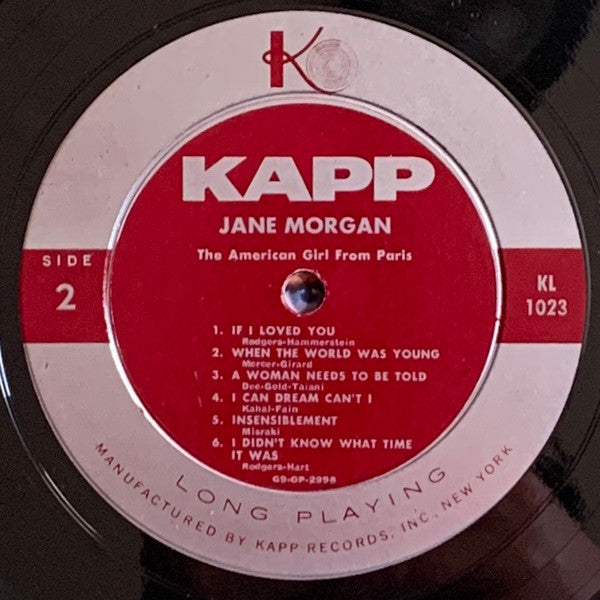 K
KAPP
JANE MORGAN
The American Girl From Paris
SIDE
2
KL
1023
1. IF I LOVED YOU
Rodgers-Hammerstein
2. WHEN THE WORLD WAS YOUNG
Mercer-Girard
3. A WOMAN NEEDS TO BE TOLD
Dee-Gold-Taiani
4. I CAN DREAM CAN'T I
Kahal-Fain
5. INSENSIBLEMENT
Misraki
6. I DIDN'T KNOW WHAT TIME
IT WAS
Rodgers-Hart
G9-OP-2998
LONG PLAYING
MANUFACTURED BY KAPP RECORDS, INC., NEW YORK